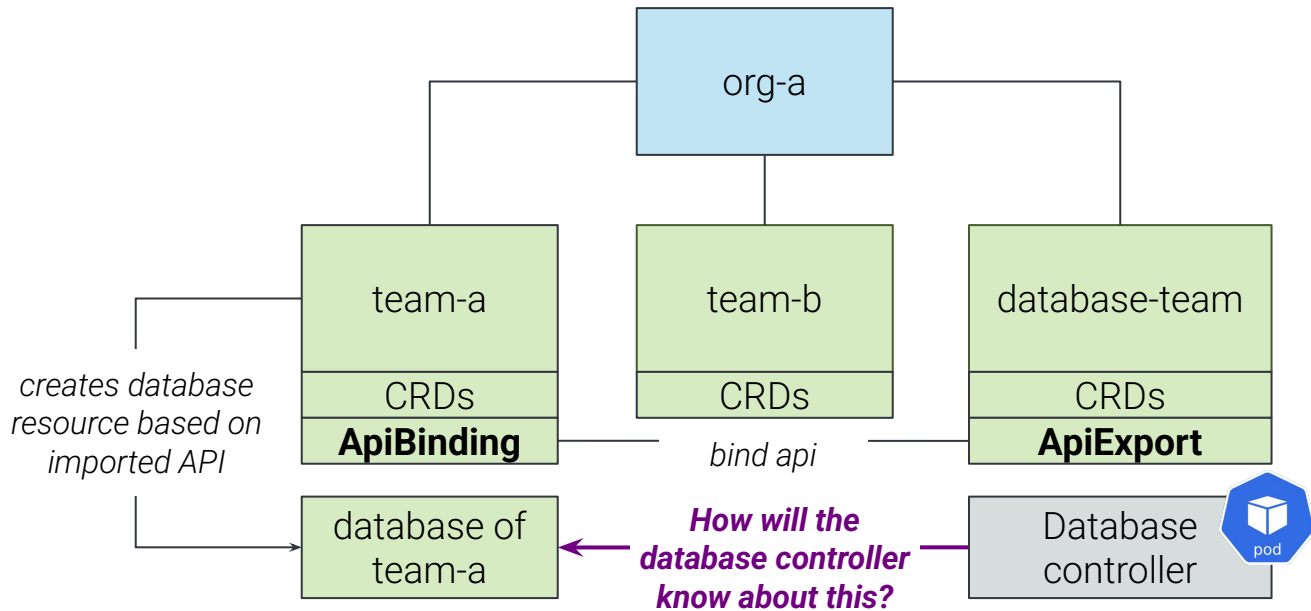 org-a
team-a
team-b
database-team
CRDs
CRDs
CRDs
ApiBinding
bind api
ApiExport
creates database
resource based on
imported API
database of
team-a
How will the
database controller
know about this?
Database
controller
pod